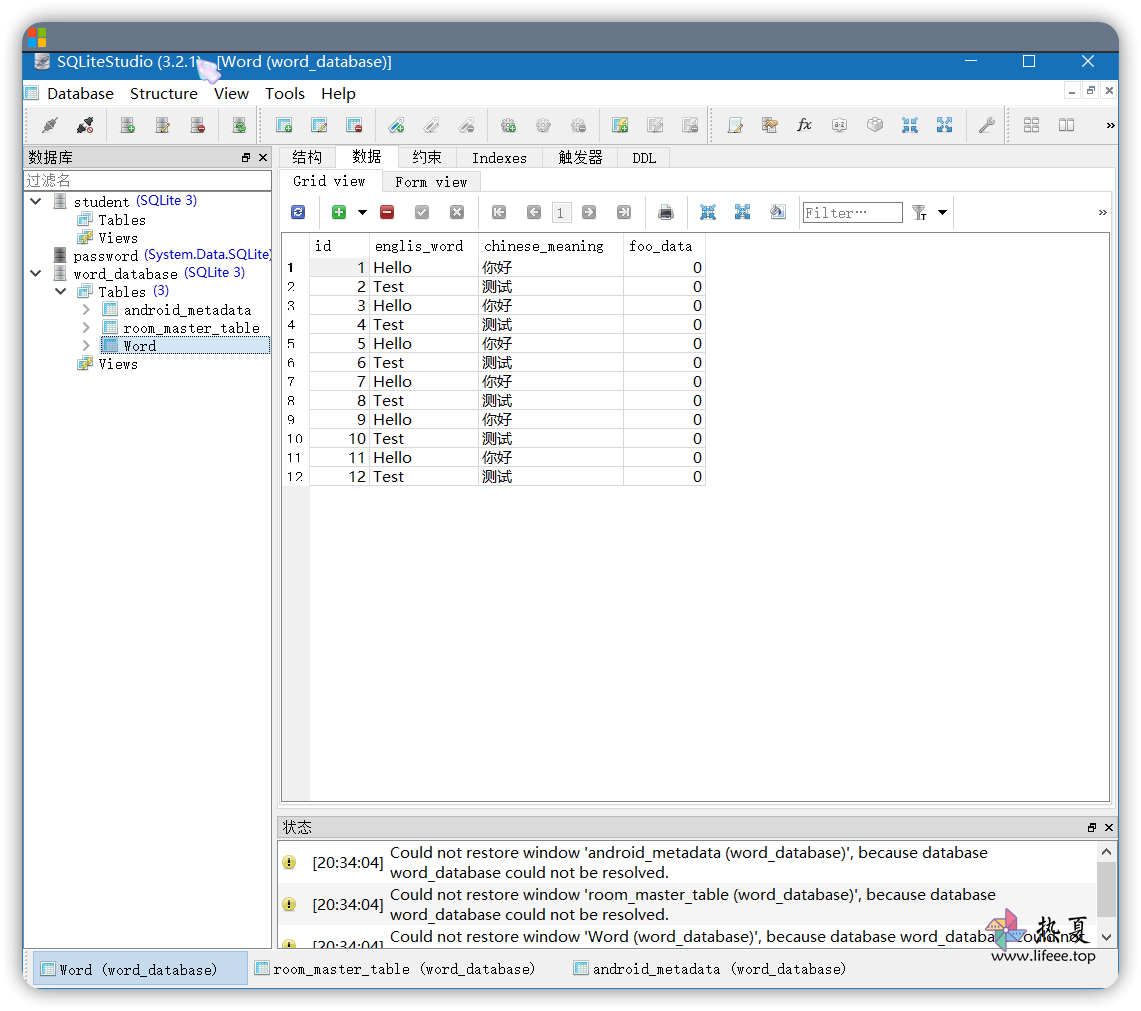 SQLiteStudio (3.2.1) - [Word (word_database)]
Database Structure View Tools Help
数据库
过滤名
student (SQLite 3)
Tables
Views
password (System.Data.SQLite)
word_database (SQLite 3)
Tables (3)
android_metadata
room_master_table
Word
Views
结构 数据 约束 Indexes 触发器 DDL
Grid view Form view
1 Filter…
id englis_word chinese_meaning foo_data
1 1 Hello 你好 0
2 2 Test 测试 0
3 3 Hello 你好 0
4 4 Test 测试 0
5 5 Hello 你好 0
6 6 Test 测试 0
7 7 Hello 你好 0
8 8 Test 测试 0
9 9 Hello 你好 0
10 10 Test 测试 0
11 11 Hello 你好 0
12 12 Test 测试 0
状态
[20:34:04] Could not restore window 'android_metadata (word_database)', because database
word_database could not be resolved.
[20:34:04] Could not restore window 'room_master_table (word_database)', because database
word_database could not be resolved.
[20:34:04] Could not restore window 'Word (word_database)', because database word_database could not
热夏
www.lifeee.top
Word (word_database) room_master_table (word_database) android_metadata (word_database)